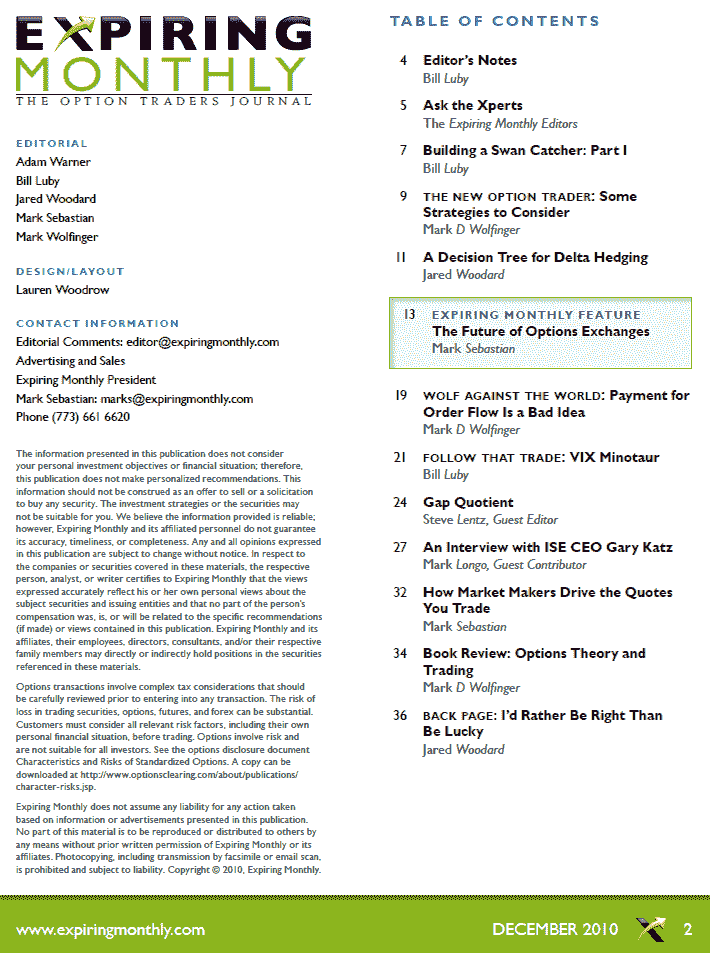 EXPIRING
MONTHLY
THE OPTION TRADERS JOURNAL
EDITORIAL
Adam Warner
Bill Luby
Jared Woodard
Mark Sebastian
Mark Wolfinger
DESIGN/LAYOUT
Lauren Woodrow
CONTACT INFORMATION
Editorial Comments: editor@expiringmonthly.com
Advertising and Sales
Expiring Monthly President
Mark Sebastian: marks@expiringmonthly.com
Phone (773) 661 6620
The information presented in this publication does not consider
your personal investment objectives or financial situation; therefore,
this publication does not make personalized recommendations. This
information should not be construed as an offer to sell or a solicitation
to buy any security. The investment strategies or the securities may
not be suitable for you. We believe the information provided is reliable;
however, Expiring Monthly and its affiliated personnel do not guarantee
its accuracy, timeliness, or completeness. Any and all opinions expressed
in this publication are subject to change without notice. In respect to
the companies or securities covered in these materials, the respective
person, analyst, or writer certifies to Expiring Monthly that the views
expressed accurately reflect his or her own personal views about the
subject securities and issuing entities and that no part of the person's
compensation was, is, or will be related to the specific recommendations
(if made) or views contained in this publication. Expiring Monthly and its
affiliates, their employees, directors, consultants, and/or their respective
family members may directly or indirectly hold positions in the securities
referenced in these materials.
Options transactions involve complex tax considerations that should
be carefully reviewed prior to entering into any transaction. The risk of
loss in trading securities, options, futures, and forex can be substantial.
Customers must consider all relevant risk factors, including their own
personal financial situation, before trading. Options involve risk and
are not suitable for all investors. See the options disclosure document
Characteristics and Risks of Standardized Options. A copy can be
downloaded at http://www.optionsclearing.com/about/publications/
character-risks.jsp.
Expiring Monthly does not assume any liability for any action taken
based on information or advertisements presented in this publication.
No part of this material is to be reproduced or distributed to others by
any means without prior written permission of Expiring Monthly or its
affiliates. Photocopying, including transmission by facsimile or email scan,
is prohibited and subject to liability. Copyright © 2010, Expiring Monthly.
TABLE OF CONTENTS
4 Editor's Notes
Bill Luby
5 Ask the Xperts
The Expiring Monthly Editors
7 Building a Swan Catcher: Part I
Bill Luby
9 THE NEW OPTION TRADER: Some
Strategies to Consider
Mark D Wolfinger
11 A Decision Tree for Delta Hedging
Jared Woodard
13 EXPIRING MONTHLY FEATURE
The Future of Options Exchanges
Mark Sebastian
19 WOLF AGAINST THE WORLD: Payment for
Order Flow Is a Bad Idea
Mark D Wolfinger
21 FOLLOW THAT TRADE: VIX Minotaur
Bill Luby
24 Gap Quotient
Steve Lentz, Guest Editor
27 An Interview with ISE CEO Gary Katz
Mark Longo, Guest Contributor
32 How Market Makers Drive the Quotes
You Trade
Mark Sebastian
34 Book Review: Options Theory and
Trading
Mark D Wolfinger
36 BACK PAGE: I'd Rather Be Right Than
Be Lucky
Jared Woodard
www.expiringmonthly.com
DECEMBER 2010 X 2